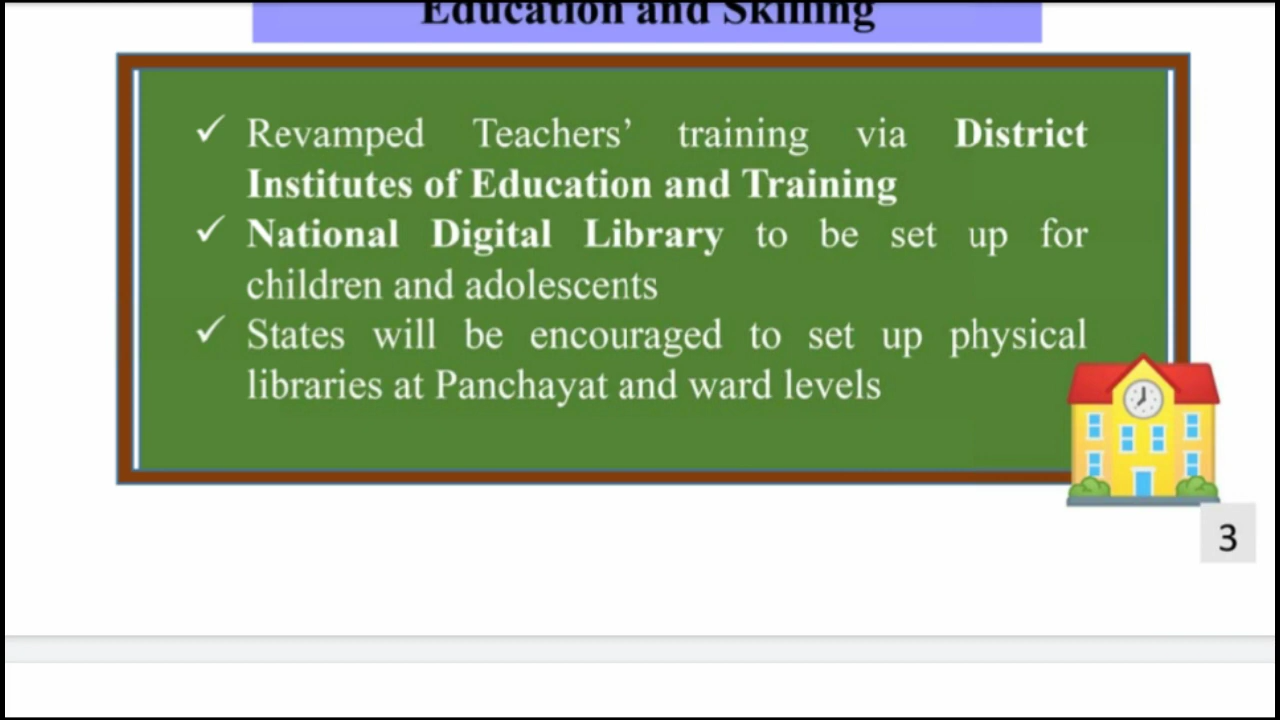 Education and Skilling
✓ Revamped Teachers’ training via District
Institutes of Education and Training
✓ National Digital Library to be set up for
children and adolescents
✓ States will be encouraged to set up physical
libraries at Panchayat and ward levels
3